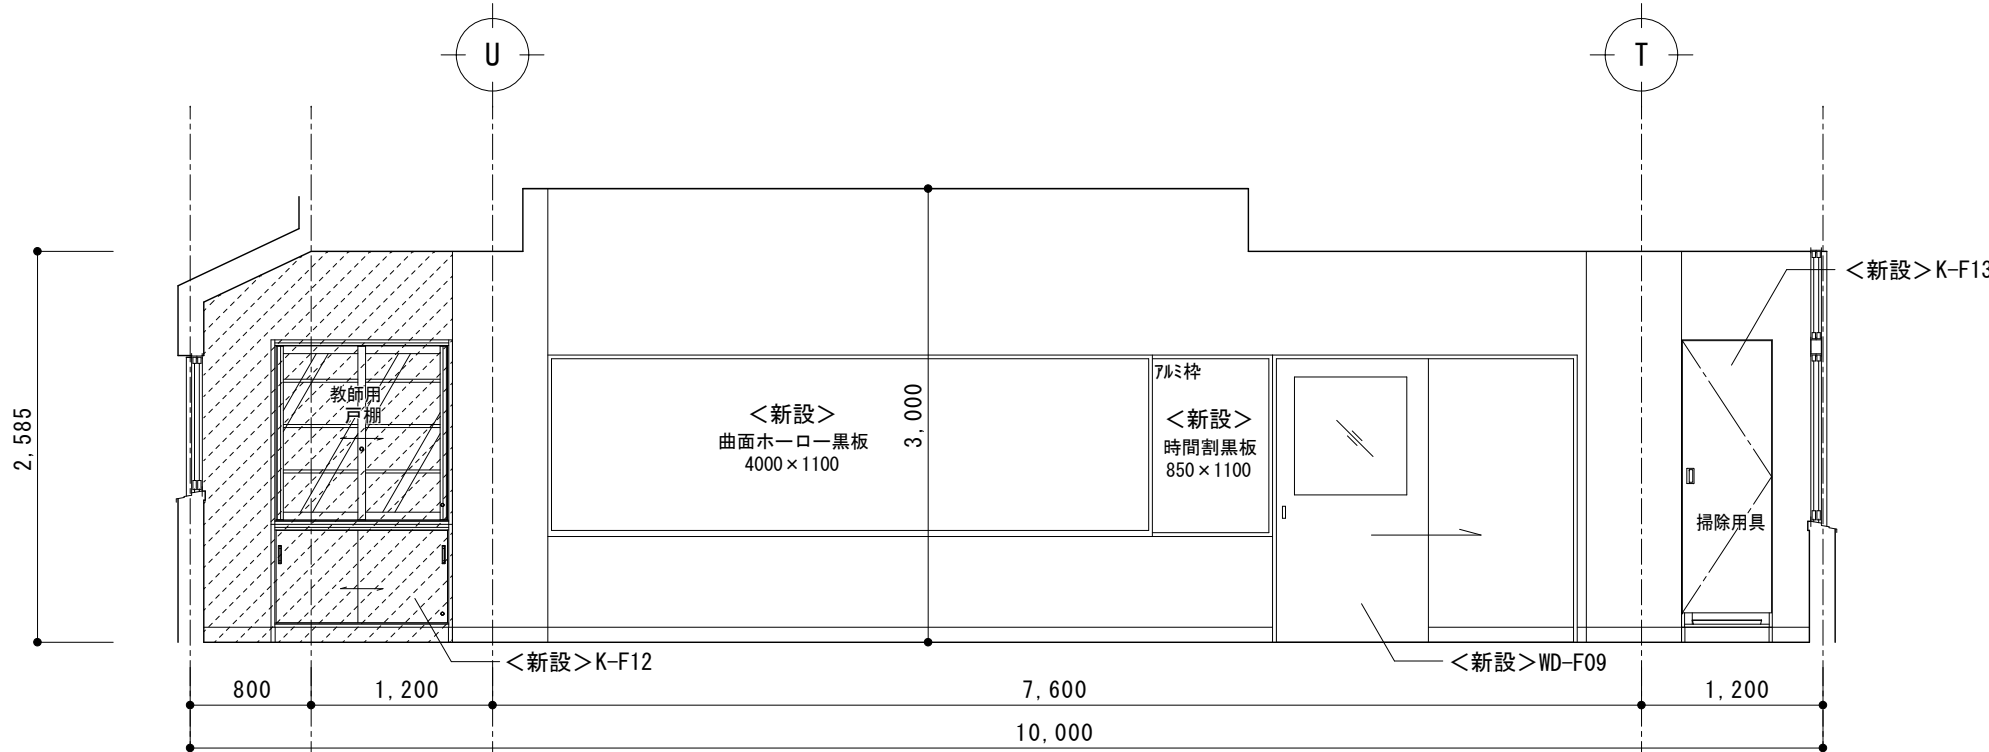 U
T
2,585
3,000
<新設>K-F13
教師用
戸棚
<新設>
曲面ホーロー黒板
4000×1100
アルミ枠
<新設>
時間割黒板
850×1100
掃除用具
<新設>K-F12
<新設>WD-F09
800
1,200
7,600
1,200
10,000